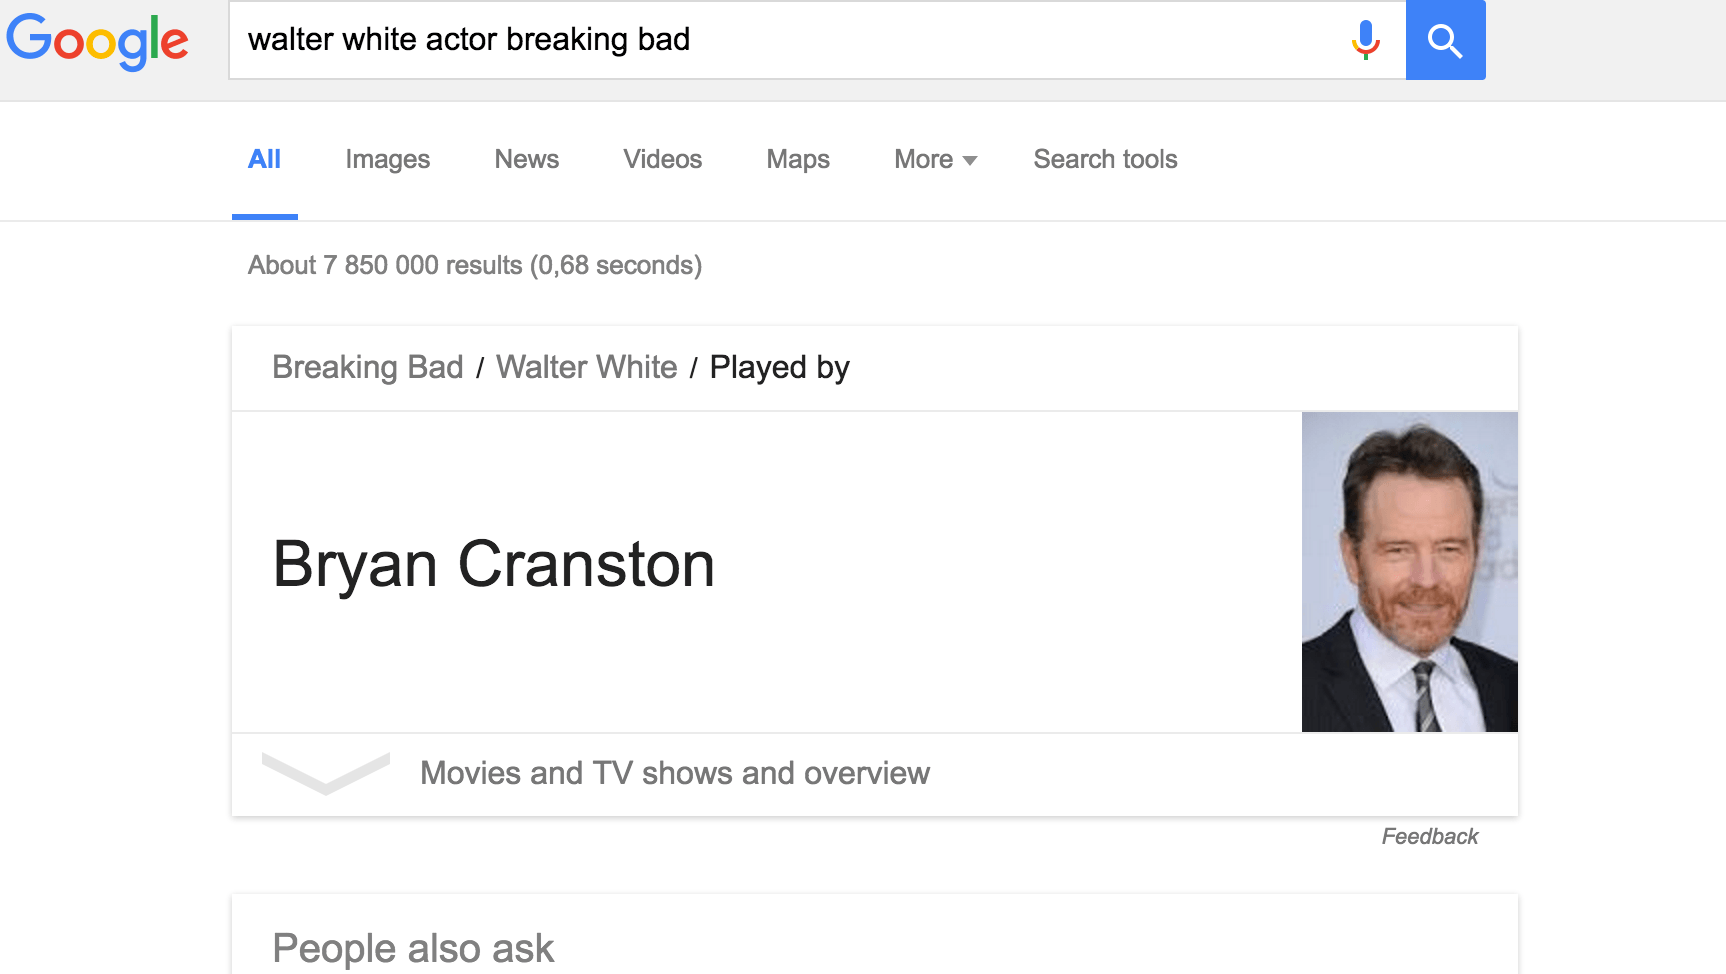 Google
walter white actor breaking bad
All Images News Videos Maps More Search tools
About 7 850 000 results (0,68 seconds)
Breaking Bad / Walter White / Played by
Bryan Cranston
Movies and TV shows and overview
Feedback
People also ask